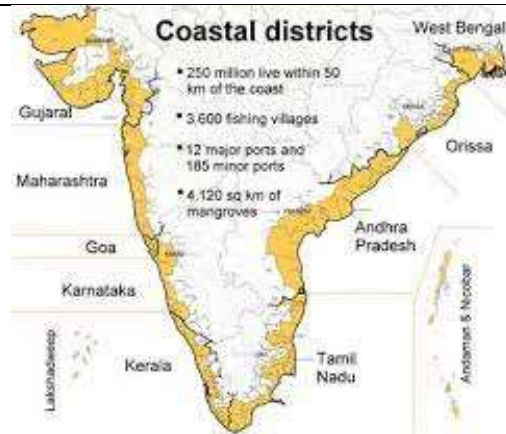 Coastal districts
West Bengal
• 250 million live within 50
km of the coast
• 3.600 fishing villages
• 12 major ports and
185 minor ports
• 4.120 sq km of
mangroves
Gujarat
Maharashtra
Goa
Karnataka
Lakshadweep
Kerala
Orissa
Andhra
Pradesh
Andaman & Nicobar
Tamil
Nadu